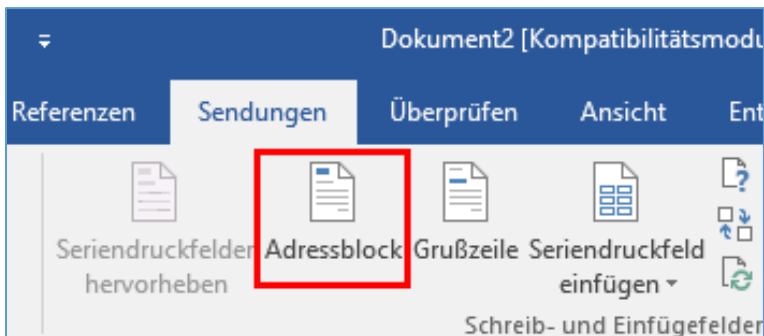 Dokument2 [Kompatibilitätsmodu
Referenzen Sendungen Überprüfen Ansicht Ent
Seriendruckfelder hervorheben
Adressblock
Grußzeile
Seriendruckfeld einfügen
Schreib- und Einfügefelder